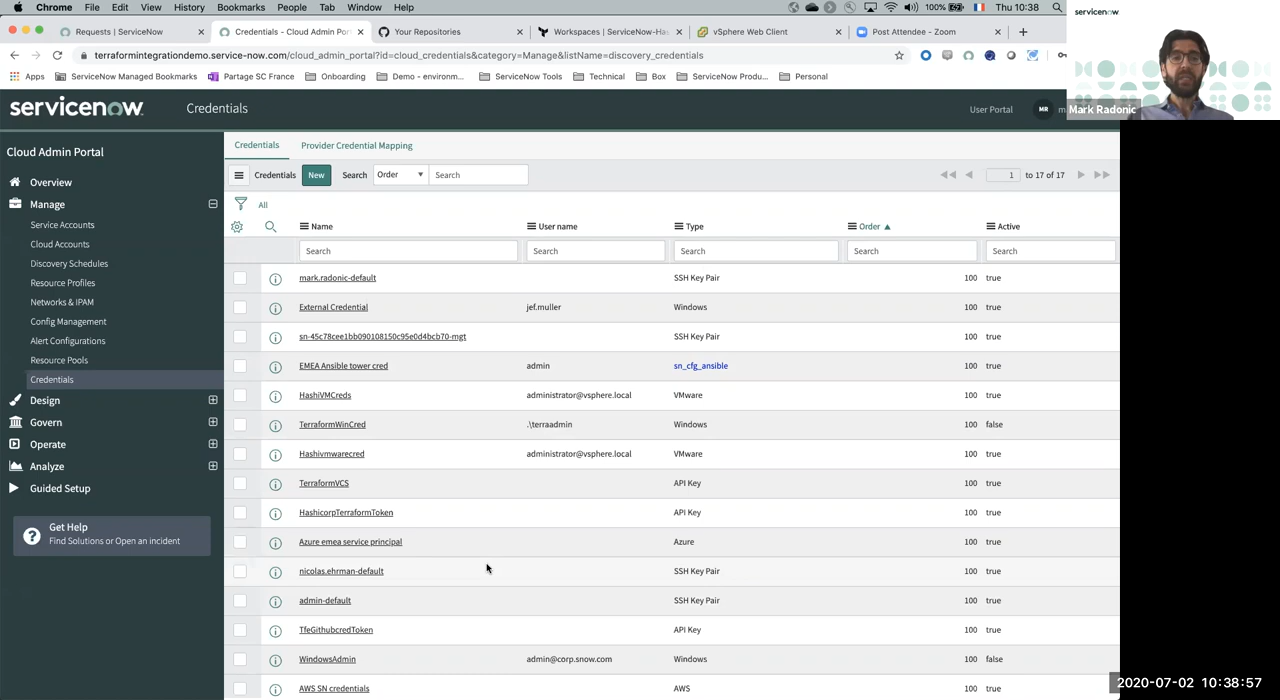 Chrome File Edit View History Bookmarks People Tab Window Help 100% Thu 10:38
servicenow
Requests | ServiceNow Credentials - Cloud Admin Por Your Repositories Workspaces | ServiceNow-Has vSphere Web Client Post Attendee - Zoom
terraformintegrationdemo.service-now.com/cloud_admin_portal?id=cloud_credentials&category=Manage&listName=discovery_credentials
Apps ServiceNow Managed Bookmarks Partage SC France Onboarding Demo - environm... ServiceNow Tools Technical Box ServiceNow Produ... Personal
servicenow Credentials User Portal MR m
Mark Radonic
Cloud Admin Portal
Overview
Manage
Service Accounts
Cloud Accounts
Discovery Schedules
Resource Profiles
Networks & IPAM
Config Management
Alert Configurations
Resource Pools
Credentials
Design
Govern
Operate
Analyze
Guided Setup
Get Help
Find Solutions or Open an incident
Credentials Provider Credential Mapping
Credentials New Search Order Search 1 to 17 of 17
All
Name User name Type Order Active
Search Search Search Search Search
mark.radonic-default SSH Key Pair 100 true
External Credential jef.muller Windows 100 true
sn-45c78cee1bb090108150c95e0d4bcb70-mgt SSH Key Pair 100 true
EMEA Ansible tower cred admin sn_cfg_ansible 100 true
HashiVMCreds administrator@vsphere.local VMware 100 true
TerraformWinCred .\terraadmin Windows 100 false
Hashivmwarecred administrator@vsphere.local VMware 100 true
TerraformVCS API Key 100 true
HashicorpTerraformToken API Key 100 true
Azure emea service principal Azure 100 true
nicolas.ehrman-default SSH Key Pair 100 true
admin-default SSH Key Pair 100 true
TfeGithubcredToken API Key 100 true
WindowsAdmin admin@corp.snow.com Windows 100 false
AWS SN credentials AWS 100 true
2020-07-02 10:38:57